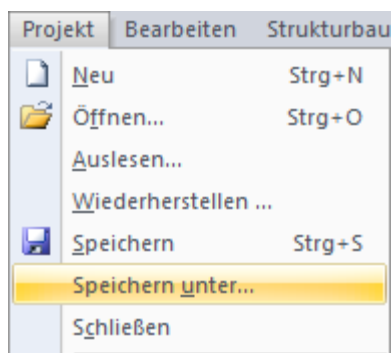 Projekt Bearbeiten Strukturbau
Neu Strg+N
Öffnen... Strg+O
Auslesen...
Wiederherstellen ...
Speichern Strg+S
Speichern unter...
Schließen